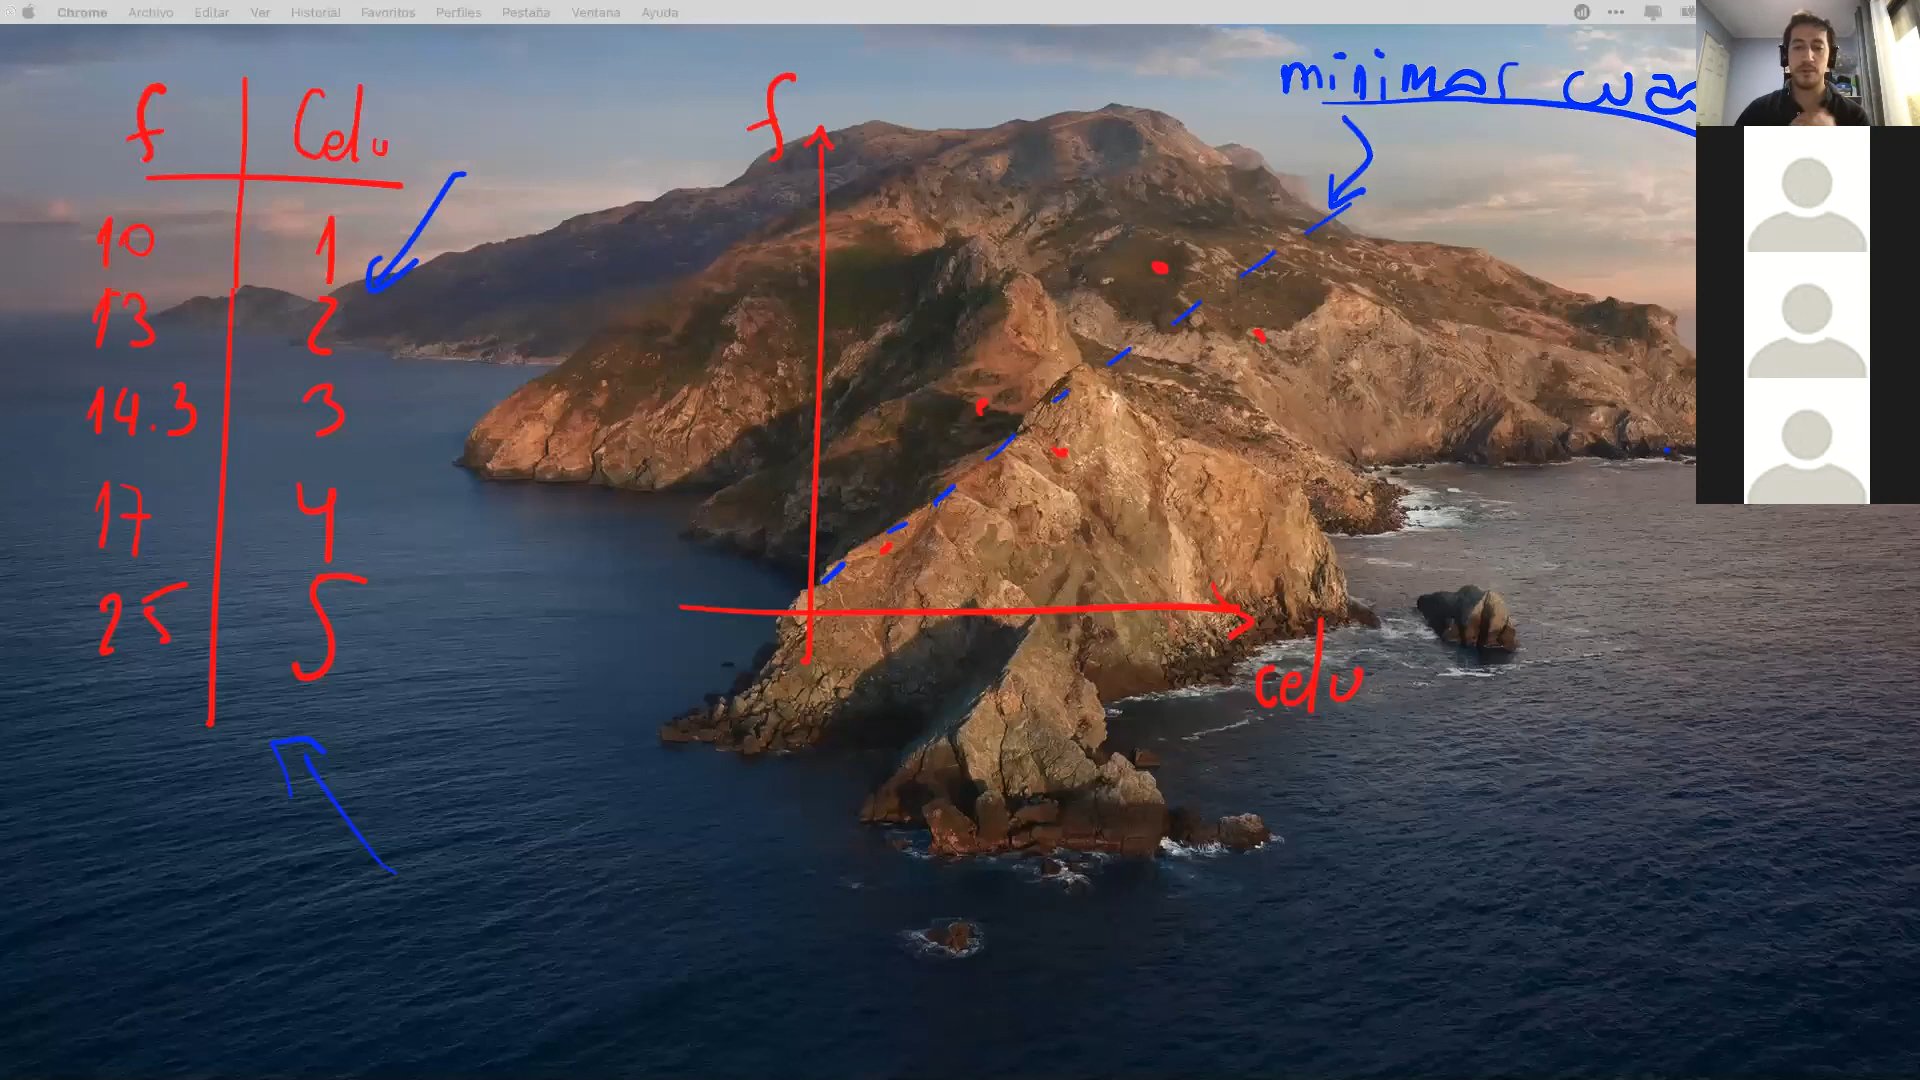 Chrome Archivo Editar Ver Historial Favoritos Perfiles Pestaña Ventana Ayuda
f Celu
10 1
13 2
14.3 3
17 4
25 5
f
celu
minimos